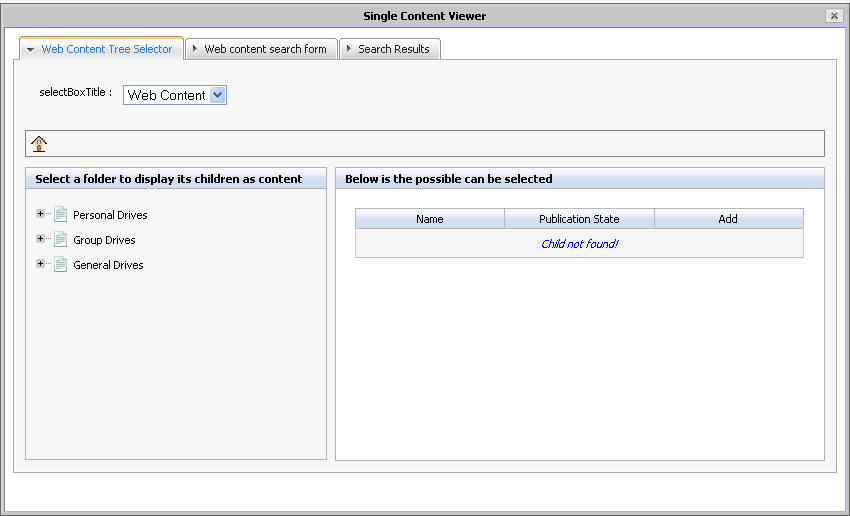 Single Content Viewer
Web Content Tree Selector
Web content search form
Search Results
selectBoxTitle :
Web Content
Select a folder to display its children as content
Below is the possible can be selected
Personal Drives
Group Drives
General Drives
Name
Publication State
Add
Child not found!